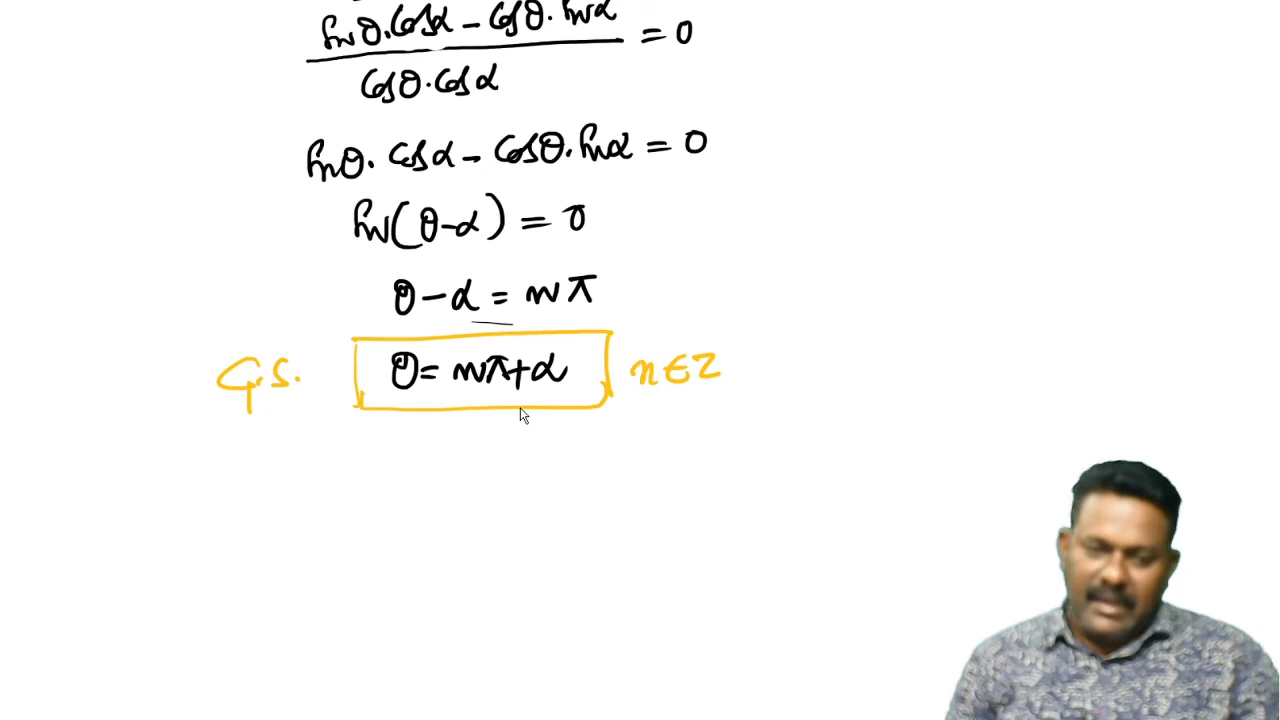 sinθ.cosα - cosθ.sinα / cosθ.cosα = 0
sinθ. cosα - cosθ.sinα = 0
sin(θ-α) = 0
θ-α = nπ
G.S. θ= nπ+α n∈Z